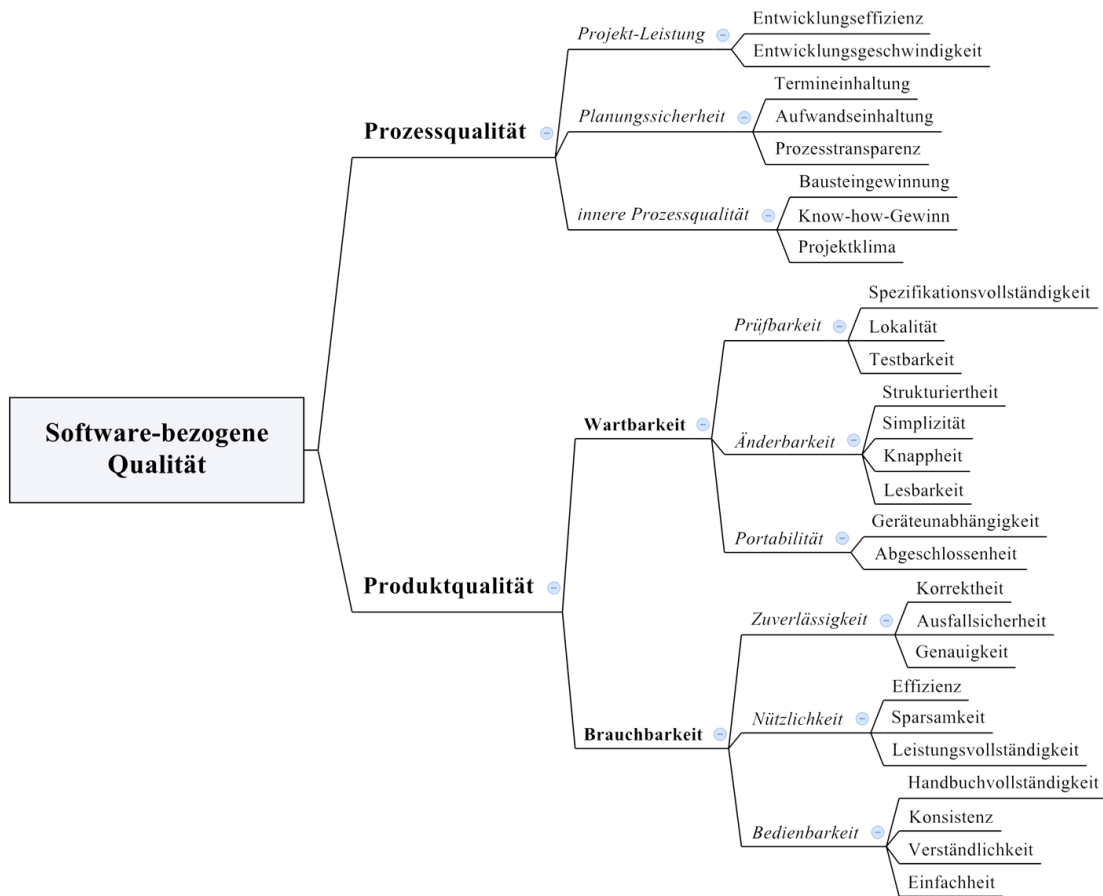 Software-bezogene
Qualität
Prozessqualität
Projekt-Leistung
Entwicklungseffizienz
Entwicklungsgeschwindigkeit
Planungssicherheit
Termineinhaltung
Aufwandseinhaltung
Prozesstransparenz
innere Prozessqualität
Bausteingewinnung
Know-how-Gewinn
Projektklima
Produktqualität
Wartbarkeit
Prüfbarkeit
Spezifikationsvollständigkeit
Lokalität
Testbarkeit
Änderbarkeit
Strukturiertheit
Simplizität
Knappheit
Lesbarkeit
Portabilität
Geräteunabhängigkeit
Abgeschlossenheit
Brauchbarkeit
Zuverlässigkeit
Korrektheit
Ausfallsicherheit
Genauigkeit
Nützlichkeit
Effizienz
Sparsamkeit
Leistungsvollständigkeit
Bedienbarkeit
Handbuchvollständigkeit
Konsistenz
Verständlichkeit
Einfachheit